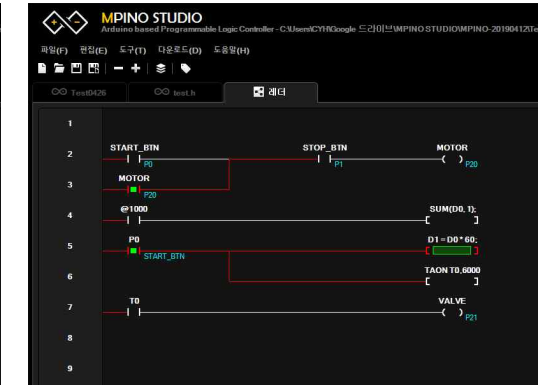 MPINO STUDIO
Arduino based Programmable Logic Controller - C:\Users\CYH\Google 드라이브\MPINO STUDIO\MPINO-20190412\Te
파일(F) 편집(E) 도구(T) 다운로드(D) 도움말(H)
Test0426 test.h 레더
1
START_BTN STOP_BTN MOTOR
2
P0 P1 P20
MOTOR
3
P20
@1000 SUM(D0, 1);
4
P0 D1 = D0 * 60;
5
START_BTN
TAON T0,6000
6
T0 VALVE
7
P21
8
9